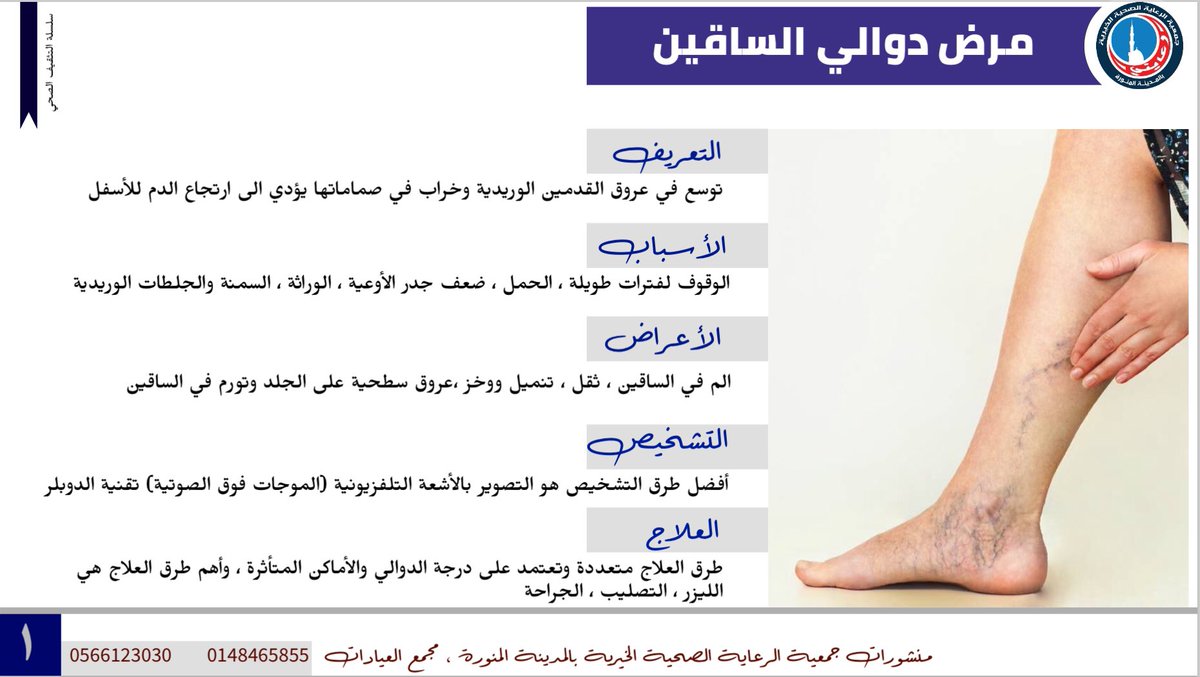 مرض دوالي الساقين
جمعية الرعاية الصحية الخيرية
رعايتي
بالمدينة المنورة
سلسلة التثقيف الصحي
التعريف
توسع في عروق القدمين الوريدية وخراب في صماماتها يؤدي الى ارتجاع الدم للأسفل
الأسباب
الوقوف لفترات طويلة ، الحمل ، ضعف جدر الأوعية ، الوراثة ، السمنة والجلطات الوريدية
الأعراض
الم في الساقين ، ثقل ، تنميل ووخز ،عروق سطحية على الجلد وتورم في الساقين
التشخيص
أفضل طرق التشخيص هو التصوير بالأشعة التلفزيونية (الموجات فوق الصوتية) تقنية الدوبلر
العلاج
طرق العلاج متعددة وتعتمد على درجة الدوالي والأماكن المتأثرة ، وأهم طرق العلاج هي
الليزر ، التصليب ، الجراحة
منشورات جمعية الرعاية الصحية الخيرية بالمدينة المنورة ، مجمع العيادات 0148465855 0566123030
١